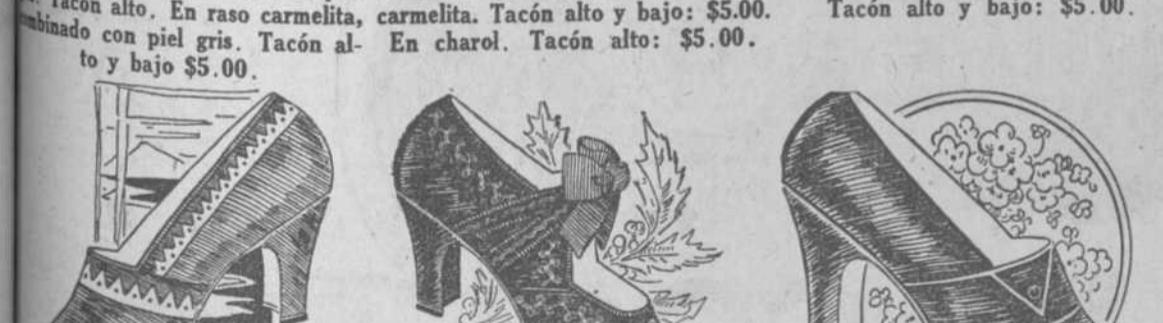 Tacón alto. En raso carmelita,
combinado con piel gris. Tacón al-
to y bajo $5.00.
carmelita. Tacón alto y bajo: $5.00.
En charol. Tacón alto: $5.00.
Tacón alto y bajo: $5.00.